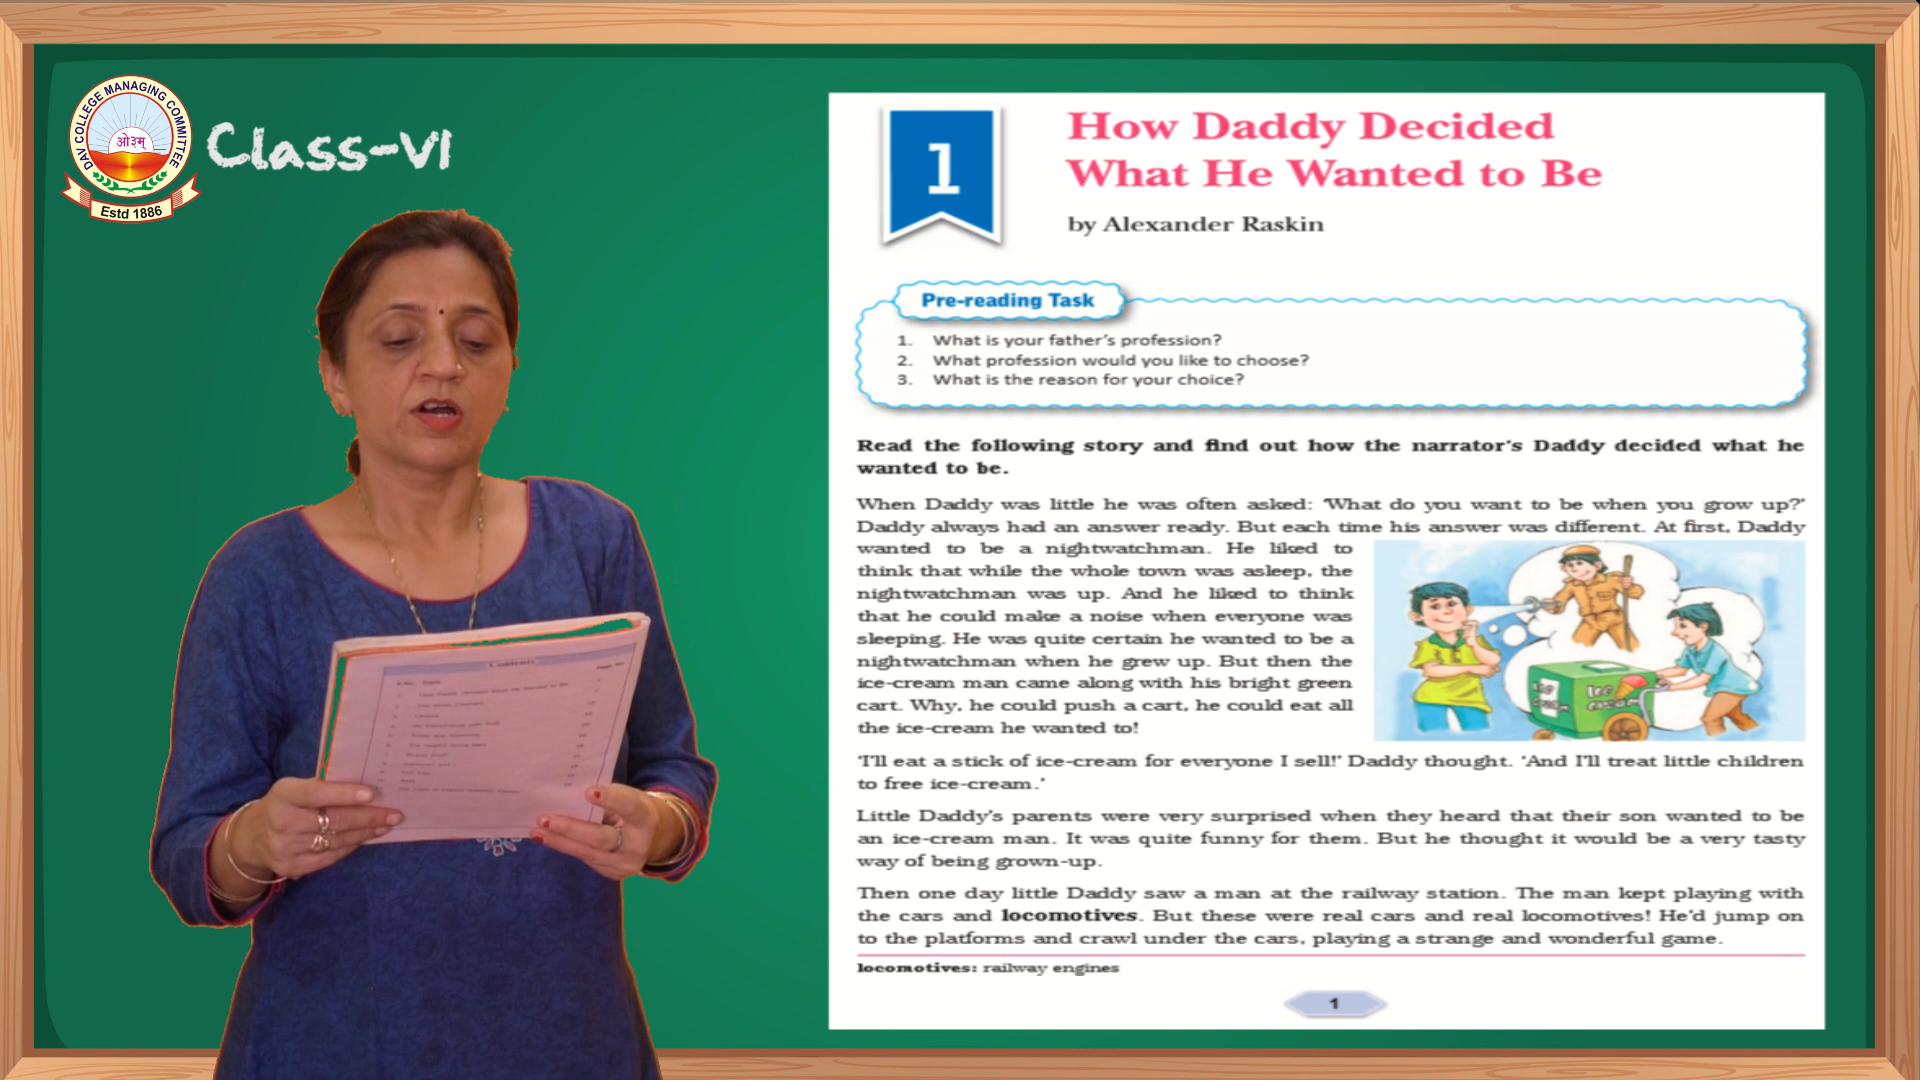 DAV COLLEGE MANAGING COMMITTEE
ओ३म्
Estd 1886
Class-VI
1
How Daddy Decided
What He Wanted to Be
by Alexander Raskin
Pre-reading Task
1. What is your father's profession?
2. What profession would you like to choose?
3. What is the reason for your choice?
Read the following story and find out how the narrator's Daddy decided what he
wanted to be.
When Daddy was little he was often asked: 'What do you want to be when you grow up?'
Daddy always had an answer ready. But each time his answer was different. At first, Daddy
wanted to be a nightwatchman. He liked to
think that while the whole town was asleep, the
nightwatchman was up. And he liked to think
that he could make a noise when everyone was
sleeping. He was quite certain he wanted to be a
nightwatchman when he grew up. But then the
ice-cream man came along with his bright green
cart. Why, he could push a cart, he could eat all
the ice-cream he wanted to!
'I'll eat a stick of ice-cream for everyone I sell!' Daddy thought. 'And I'll treat little children
to free ice-cream.'
Little Daddy's parents were very surprised when they heard that their son wanted to be
an ice-cream man. It was quite funny for them. But he thought it would be a very tasty
way of being grown-up.
Then one day little Daddy saw a man at the railway station. The man kept playing with
the cars and locomotives. But these were real cars and real locomotives! He'd jump on
to the platforms and crawl under the cars, playing a strange and wonderful game.
locomotives: railway engines
1
Contents